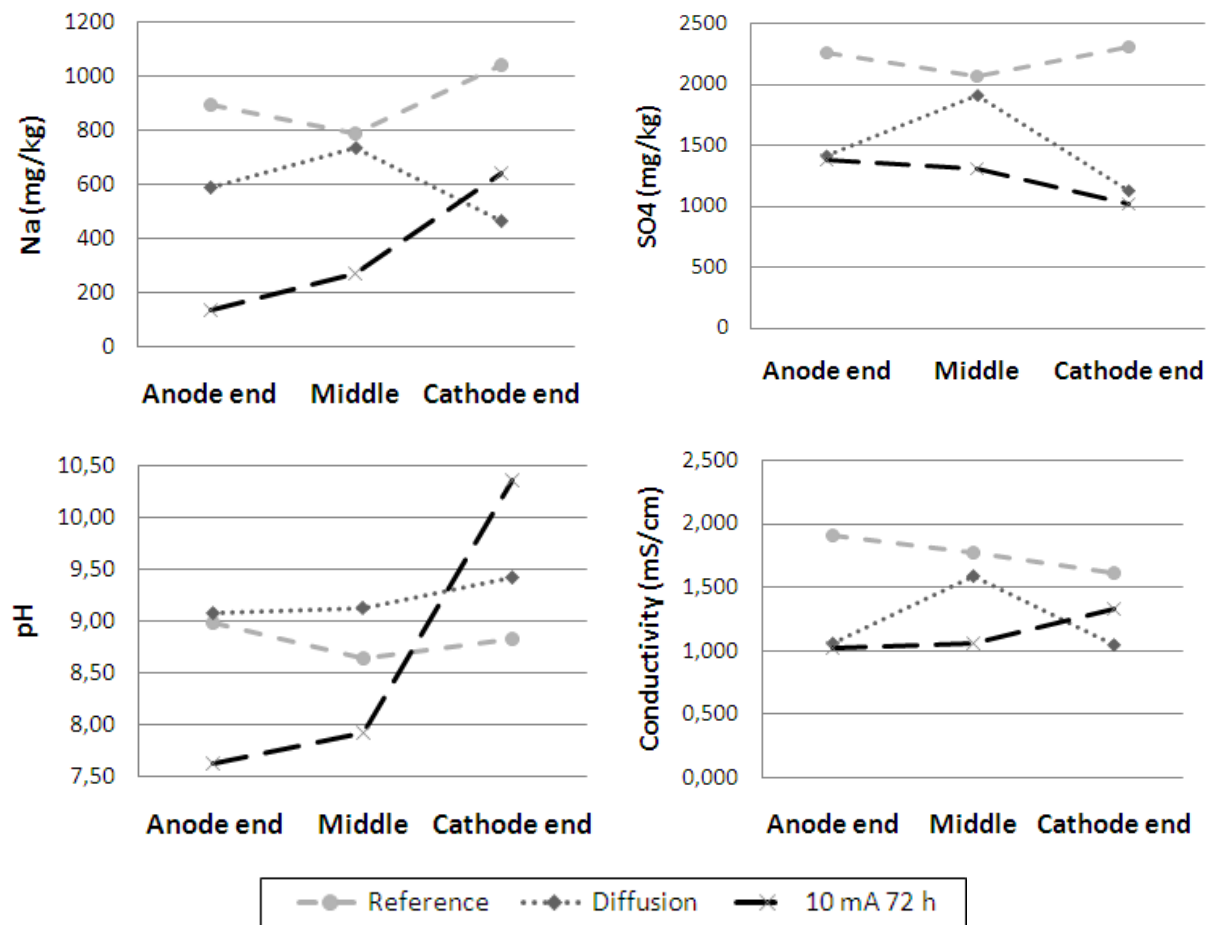 Na (mg/kg)
1200
1000
800
600
400
200
0
Anode end Middle Cathode end
SO4 (mg/kg)
2500
2000
1500
1000
500
0
Anode end Middle Cathode end
pH
10,50
10,00
9,50
9,00
8,50
8,00
7,50
Anode end Middle Cathode end
Conductivity (mS/cm)
2,500
2,000
1,500
1,000
0,500
0,000
Anode end Middle Cathode end
Reference Diffusion 10 mA 72 h